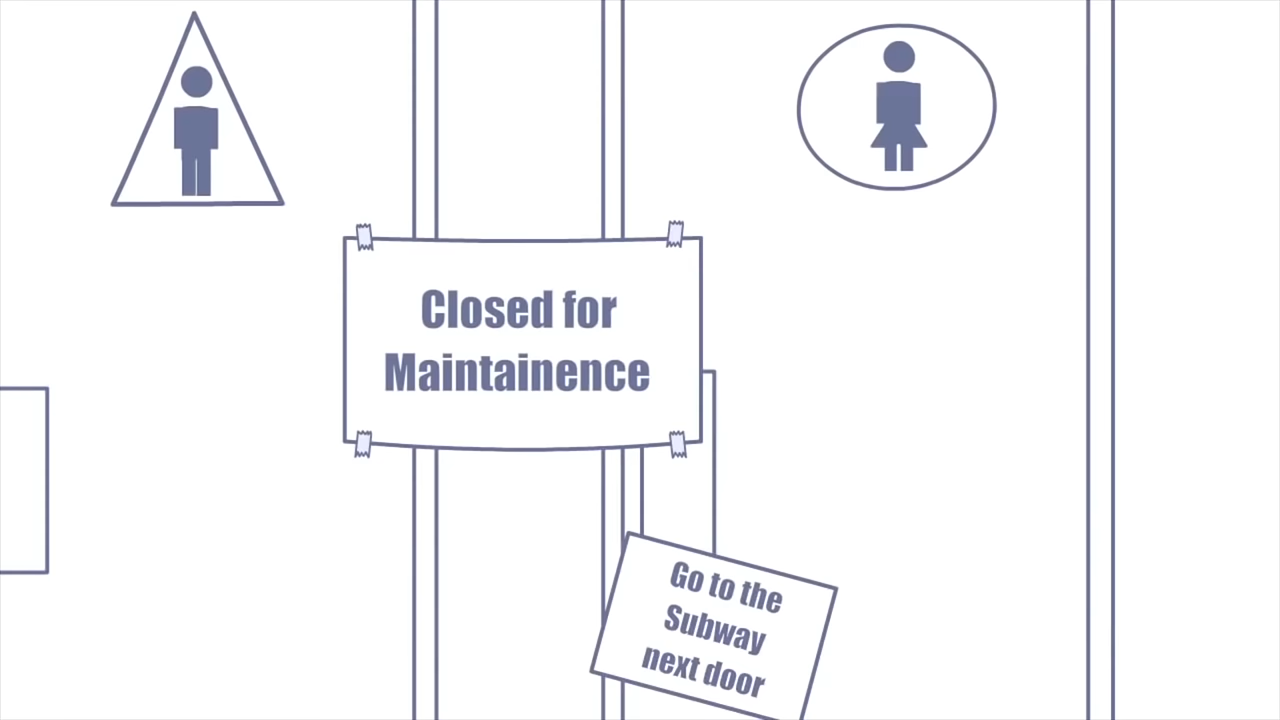 Closed for
Maintainence
Go to the
Subway
next door